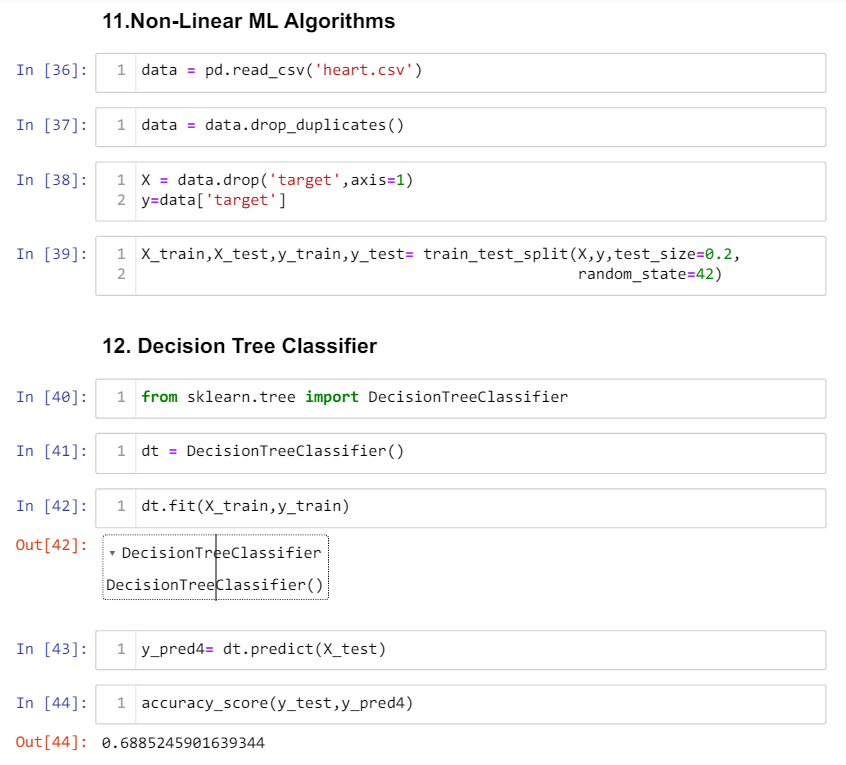 11.Non-Linear ML Algorithms
In [36]: 1 data = pd.read_csv('heart.csv')
In [37]: 1 data = data.drop_duplicates()
In [38]: 1 X = data.drop('target',axis=1)
2 y=data['target']
In [39]: 1 X_train,X_test,y_train,y_test= train_test_split(X,y,test_size=0.2,
2 random_state=42)
12. Decision Tree Classifier
In [40]: 1 from sklearn.tree import DecisionTreeClassifier
In [41]: 1 dt = DecisionTreeClassifier()
In [42]: 1 dt.fit(X_train,y_train)
Out[42]: ▾ DecisionTreeClassifier
DecisionTreeClassifier()
In [43]: 1 y_pred4= dt.predict(X_test)
In [44]: 1 accuracy_score(y_test,y_pred4)
Out[44]: 0.6885245901639344